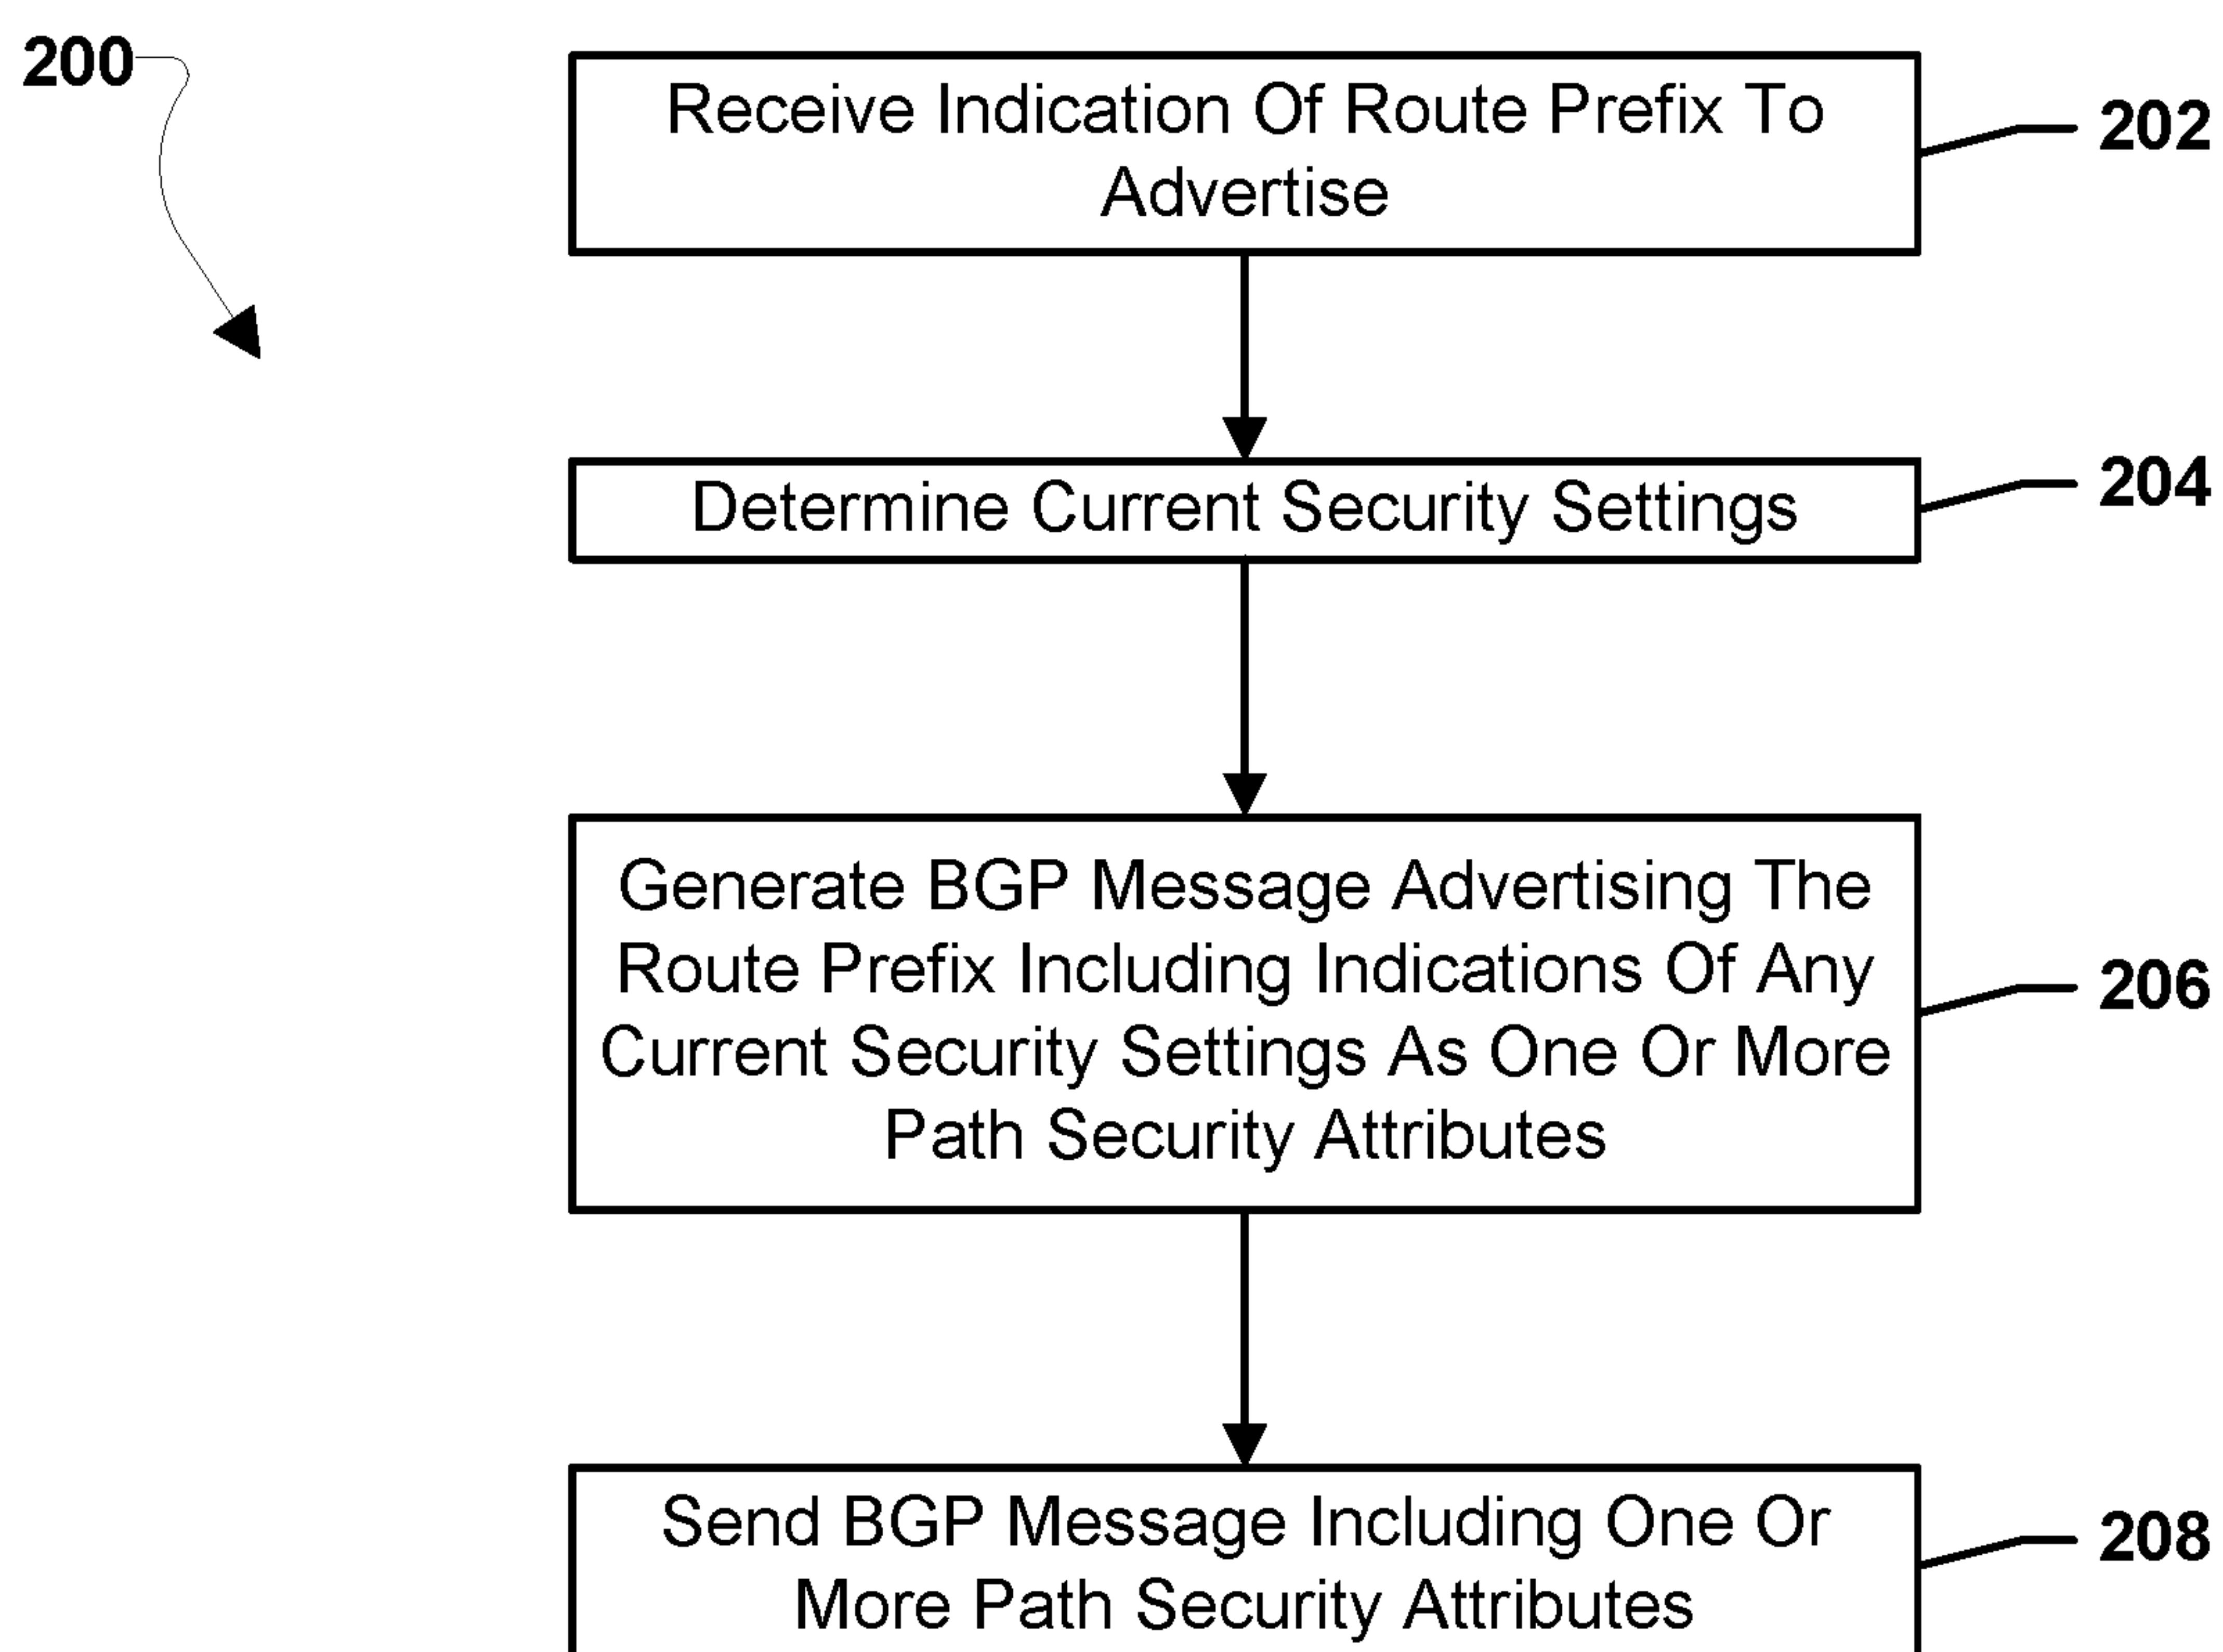 200
Receive Indication Of Route Prefix To
Advertise
202
Determine Current Security Settings
204
Generate BGP Message Advertising The
Route Prefix Including Indications Of Any
Current Security Settings As One Or More
Path Security Attributes
206
Send BGP Message Including One Or
More Path Security Attributes
208